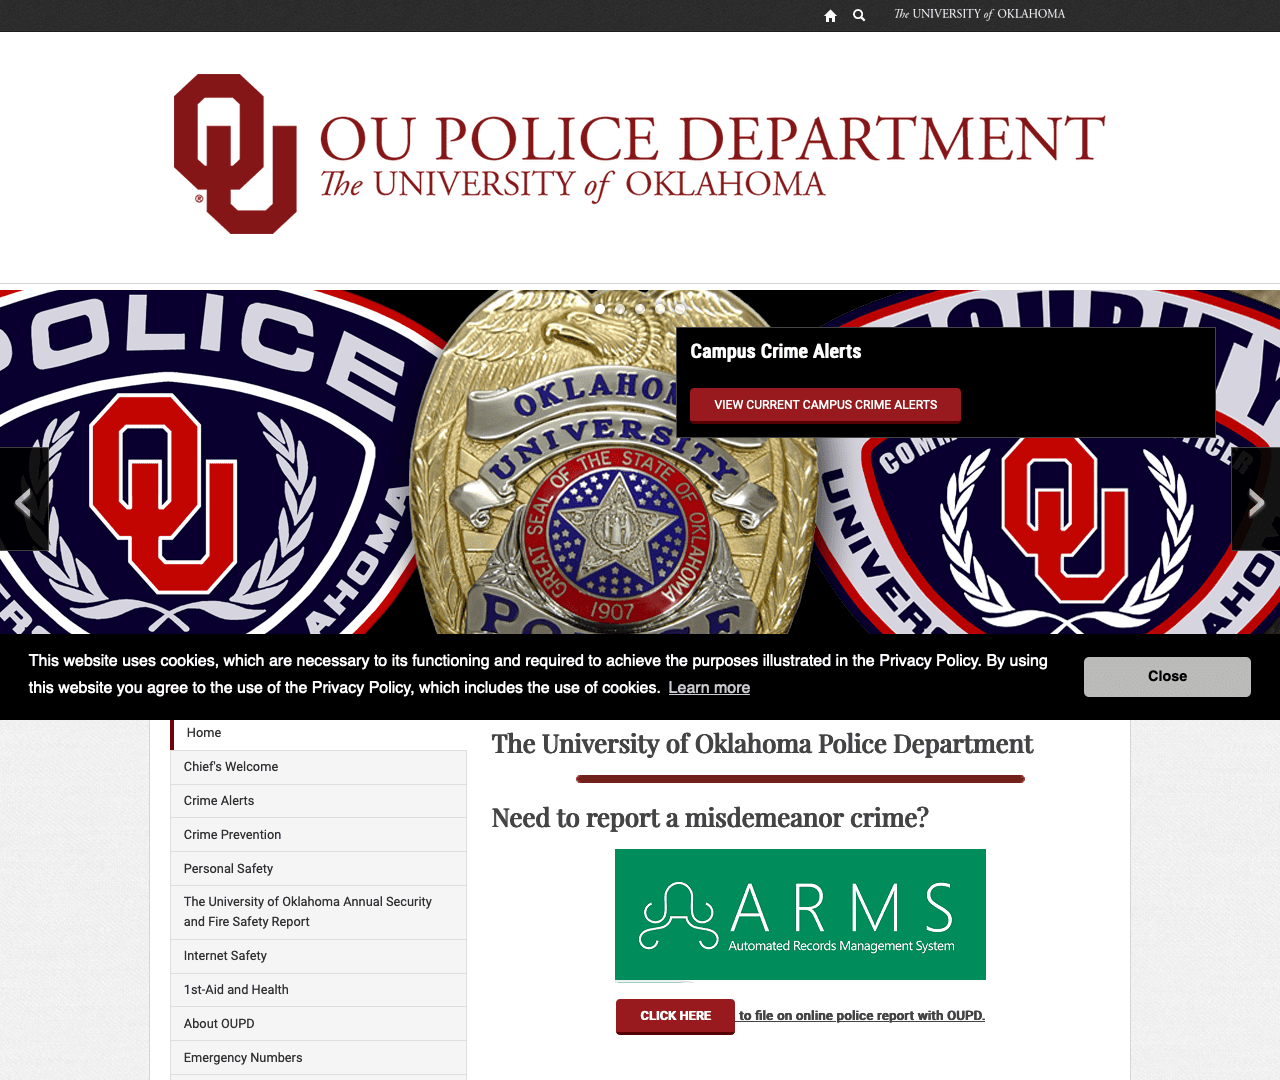 The UNIVERSITY of OKLAHOMA
OU
®
OU POLICE DEPARTMENT
The UNIVERSITY of OKLAHOMA
POLICE
OU
OKLAHOMA
UNIVERSITY
GREAT SEAL OF THE STATE OF OKLAHOMA
1907
POLICE
OU
Campus Crime Alerts
VIEW CURRENT CAMPUS CRIME ALERTS
This website uses cookies, which are necessary to its functioning and required to achieve the purposes illustrated in the Privacy Policy. By using
this website you agree to the use of the Privacy Policy, which includes the use of cookies. Learn more
Close
Home
Chief's Welcome
Crime Alerts
Crime Prevention
Personal Safety
The University of Oklahoma Annual Security
and Fire Safety Report
Internet Safety
1st-Aid and Health
About OUPD
Emergency Numbers
The University of Oklahoma Police Department
Need to report a misdemeanor crime?
ARMS
Automated Records Management System
CLICK HERE to file on online police report with OUPD.